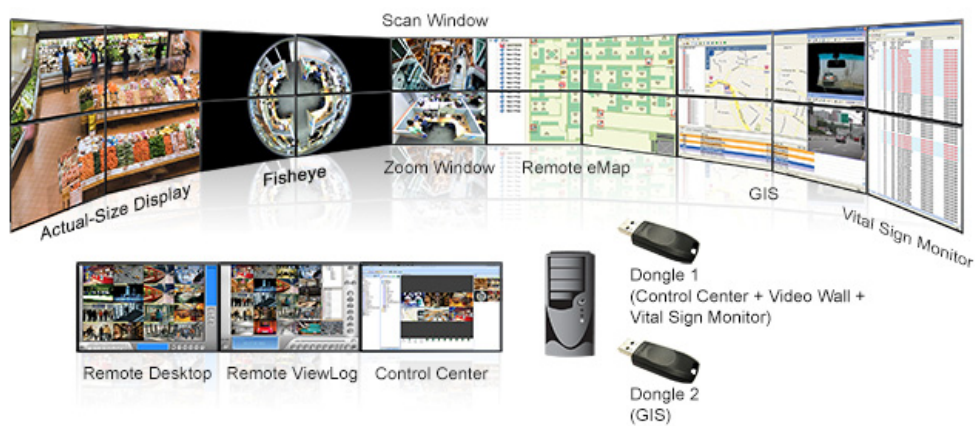 Scan Window
Actual-Size Display
Fisheye
Zoom Window
Remote eMap
GIS
Vital Sign Monitor
Remote Desktop
Remote ViewLog
Control Center
Dongle 1
(Control Center + Video Wall +
Vital Sign Monitor)
Dongle 2
(GIS)